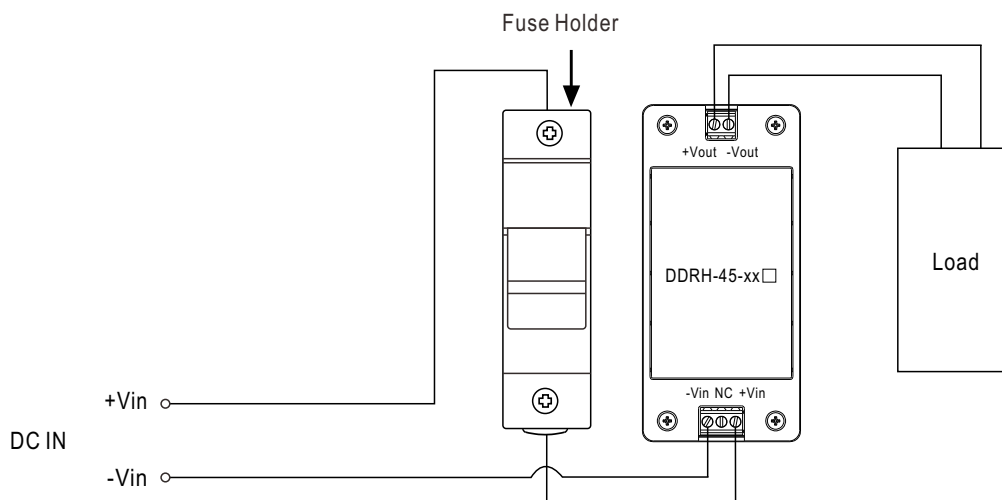 Fuse Holder
+Vout -Vout
DDRH-45-xx□
Load
-Vin NC +Vin
+Vin
DC IN
-Vin